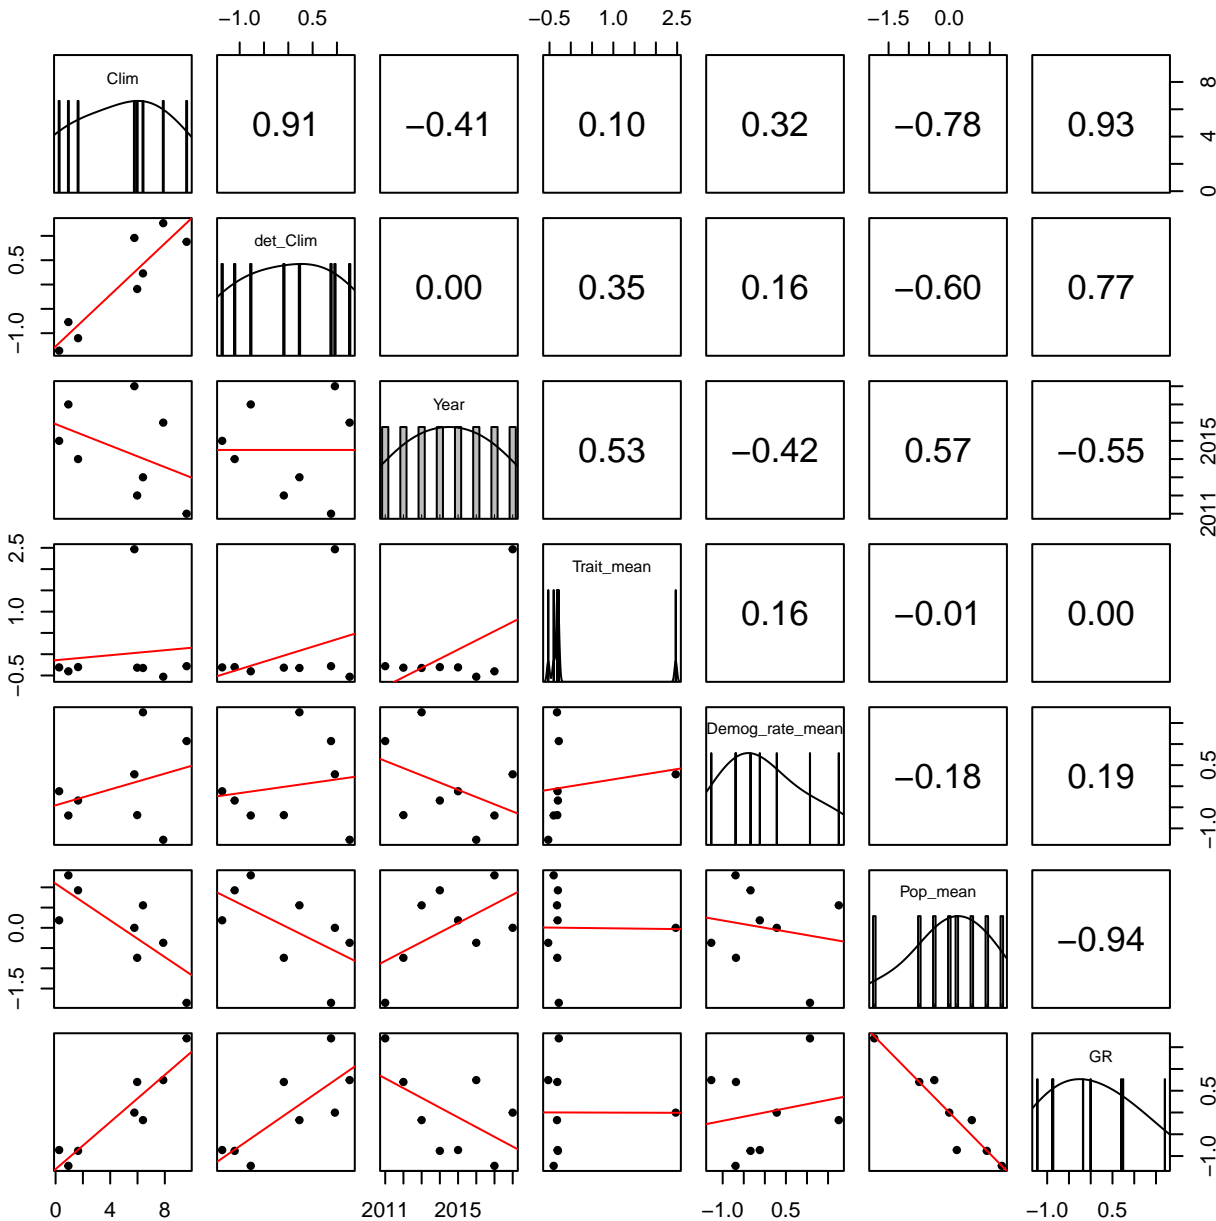 −1.0 0.5 −0.5 1.0 2.5 −1.5 0.0
Clim 0.91 −0.41 0.10 0.32 −0.78 0.93 0 4 8
−1.0 0.5 det_Clim 0.00 0.35 0.16 −0.60 0.77
Year 0.53 −0.42 0.57 −0.55 2011 2015
−0.5 1.0 2.5 Trait_mean 0.16 −0.01 0.00
Demog_rate_mean −0.18 0.19 −1.0 0.5
−1.5 0.0 Pop_mean −0.94
GR −1.0 0.5
0 4 8 2011 2015 −1.0 0.5 −1.0 0.5